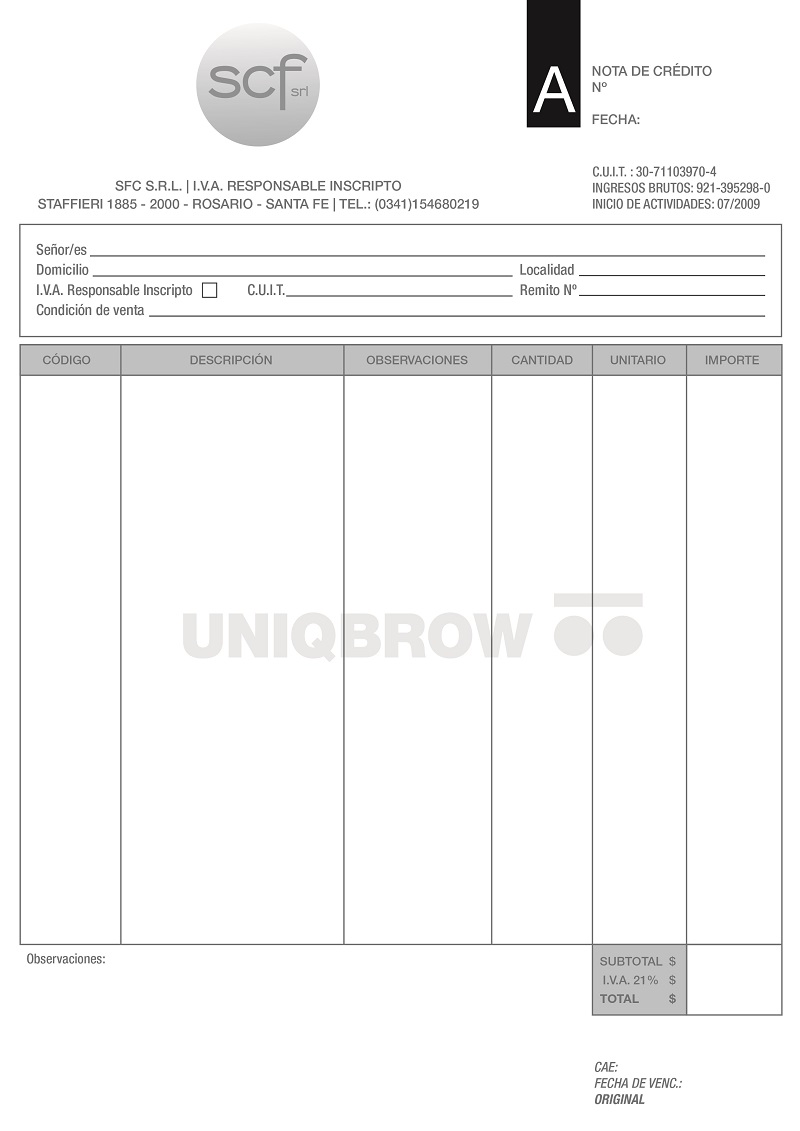 scf srl
A
NOTA DE CRÉDITO
Nº
FECHA:
SFC S.R.L. | I.V.A. RESPONSABLE INSCRIPTO
STAFFIERI 1885 - 2000 - ROSARIO - SANTA FE | TEL.: (0341)154680219
C.U.I.T. : 30-71103970-4
INGRESOS BRUTOS: 921-395298-0
INICIO DE ACTIVIDADES: 07/2009
Señor/es
Domicilio Localidad
I.V.A. Responsable Inscripto C.U.I.T. Remito Nº
Condición de venta
CÓDIGO DESCRIPCIÓN OBSERVACIONES CANTIDAD UNITARIO IMPORTE
UNIQBROW
Observaciones:
SUBTOTAL $
I.V.A. 21% $
TOTAL $
CAE:
FECHA DE VENC.:
ORIGINAL